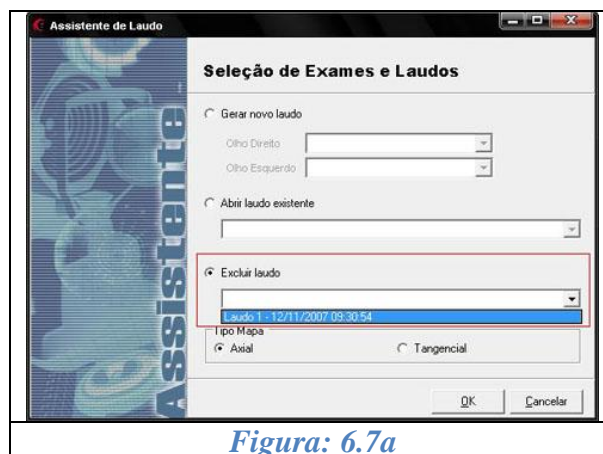 Assistente de Laudo
Assistente
Seleção de Exames e Laudos
Gerar novo laudo
Olho Direito
Olho Esquerdo
Abrir laudo existente
Excluir laudo
Laudo 1 - 12/11/2007 09:30:54
Tipo Mapa
Axial
Tangencial
OK
Cancelar
Figura: 6.7a